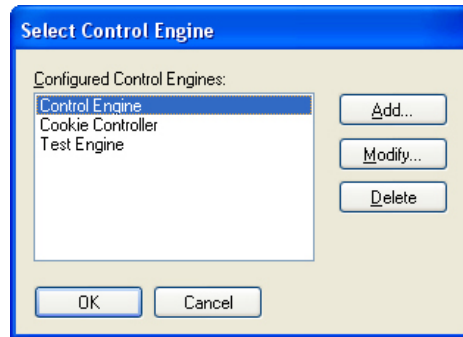 Select Control Engine
Configured Control Engines:
Control Engine
Cookie Controller
Test Engine
Add...
Modify...
Delete
OK
Cancel